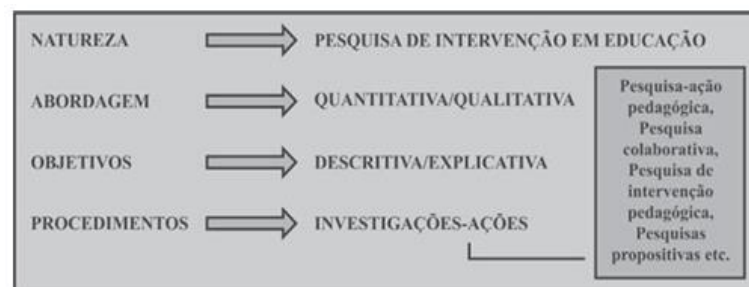 NATUREZA PESQUISA DE INTERVENÇÃO EM EDUCAÇÃO
ABORDAGEM QUANTITATIVA/QUALITATIVA
OBJETIVOS DESCRITIVA/EXPLICATIVA
PROCEDIMENTOS INVESTIGAÇÕES-AÇÕES
Pesquisa-ação
pedagógica,
Pesquisa
colaborativa,
Pesquisa de
intervenção
pedagógica,
Pesquisas
propositivas etc.